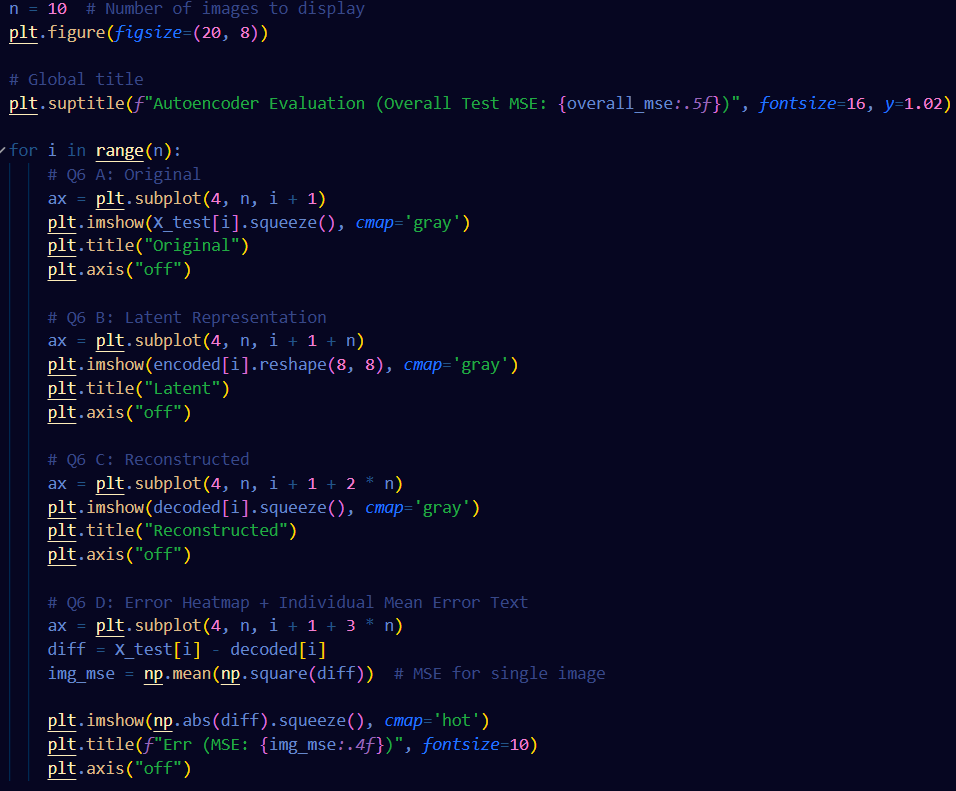 n = 10  # Number of images to display
plt.figure(figsize=(20, 8))

# Global title
plt.suptitle(f"Autoencoder Evaluation (Overall Test MSE: {overall_mse:.5f})", fontsize=16, y=1.02)

for i in range(n):
    # Q6 A: Original
    ax = plt.subplot(4, n, i + 1)
    plt.imshow(X_test[i].squeeze(), cmap='gray')
    plt.title("Original")
    plt.axis("off")

    # Q6 B: Latent Representation
    ax = plt.subplot(4, n, i + 1 + n)
    plt.imshow(encoded[i].reshape(8, 8), cmap='gray')
    plt.title("Latent")
    plt.axis("off")

    # Q6 C: Reconstructed
    ax = plt.subplot(4, n, i + 1 + 2 * n)
    plt.imshow(decoded[i].squeeze(), cmap='gray')
    plt.title("Reconstructed")
    plt.axis("off")

    # Q6 D: Error Heatmap + Individual Mean Error Text
    ax = plt.subplot(4, n, i + 1 + 3 * n)
    diff = X_test[i] - decoded[i]
    img_mse = np.mean(np.square(diff))  # MSE for single image

    plt.imshow(np.abs(diff).squeeze(), cmap='hot')
    plt.title(f"Err (MSE: {img_mse:.4f})", fontsize=10)
    plt.axis("off")